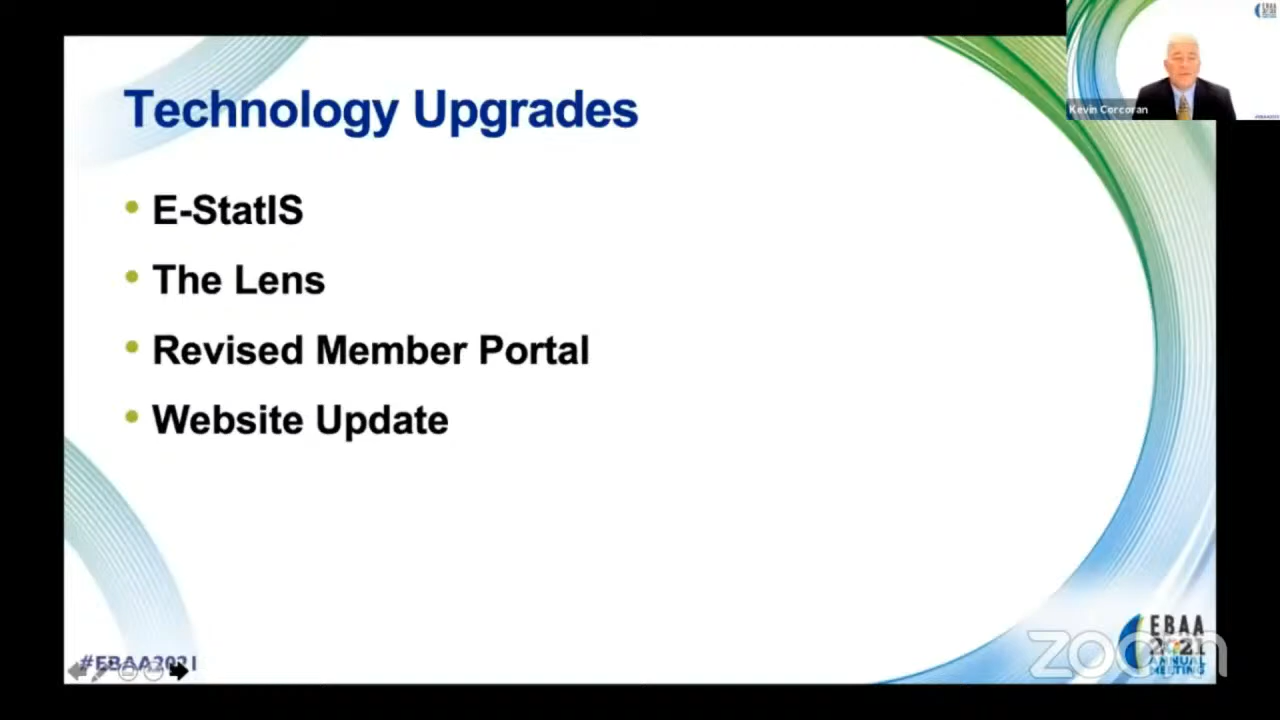 Technology Upgrades
• E-StatIS
• The Lens
• Revised Member Portal
• Website Update
Kevin Corcoran
#EBAA2021
EBAA
2021
ANNUAL
MEETING
zoom